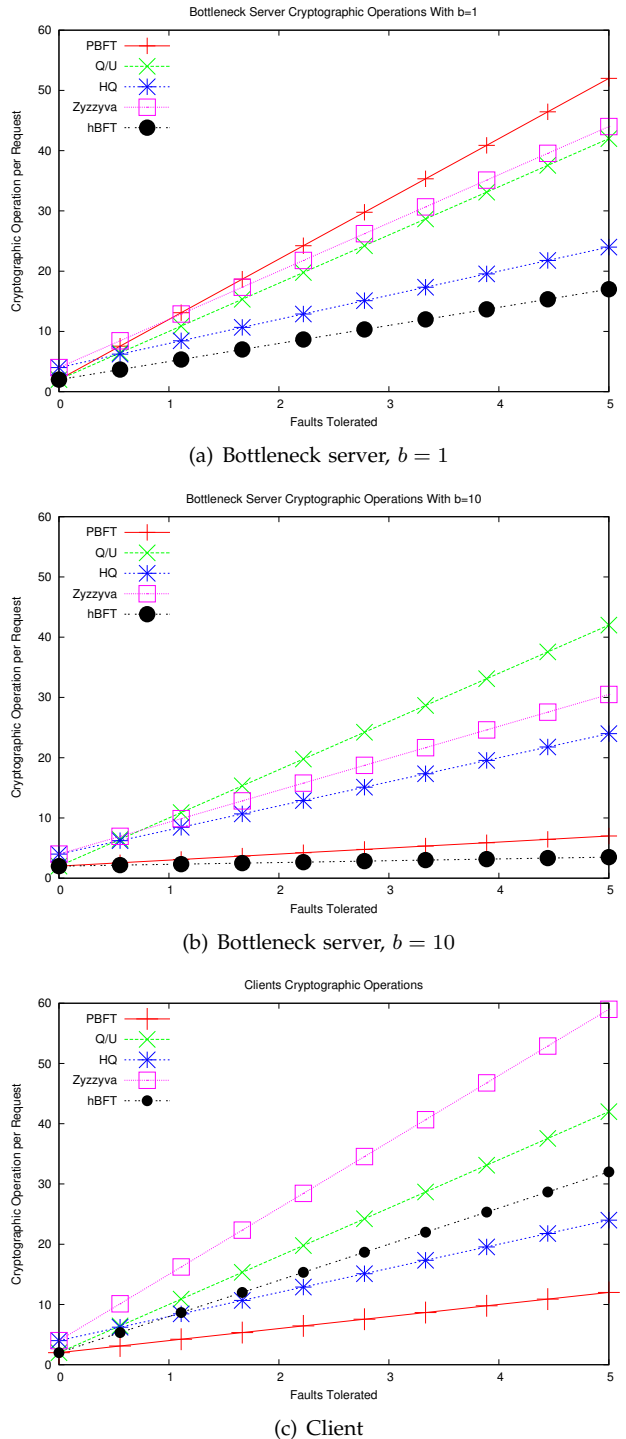 Bottleneck Server Cryptographic Operations With b=1
60
50
40
30
20
10
0
Cryptographic Operation per Request
PBFT
Q/U
HQ
Zyzzyva
hBFT
0 1 2 3 4 5
Faults Tolerated
(a) Bottleneck server, b = 1
Bottleneck Server Cryptographic Operations With b=10
60
50
40
30
20
10
0
Cryptographic Operation per Request
PBFT
Q/U
HQ
Zyzzyva
hBFT
0 1 2 3 4 5
Faults Tolerated
(b) Bottleneck server, b = 10
Clients Cryptographic Operations
60
50
40
30
20
10
0
Cryptographic Operation per Request
PBFT
Q/U
HQ
Zyzzyva
hBFT
0 1 2 3 4 5
Faults Tolerated
(c) Client